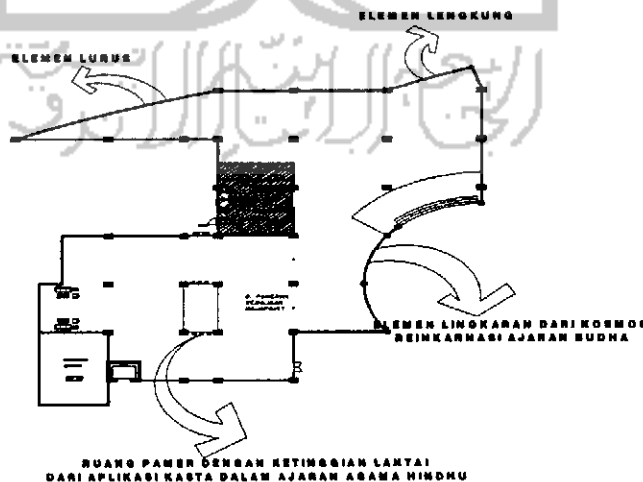 ELEMEN LENGKUNG
ELEMEN LURUS
ELEMEN LINGKARAN DARI KOSMOS
REINKARNASI AJARAN BUDHA
RUANG PAMER DENGAN KETINGGIAN LANTAI
DARI APLIKASI KASTA DALAM AJARAN AGAMA HINDHU